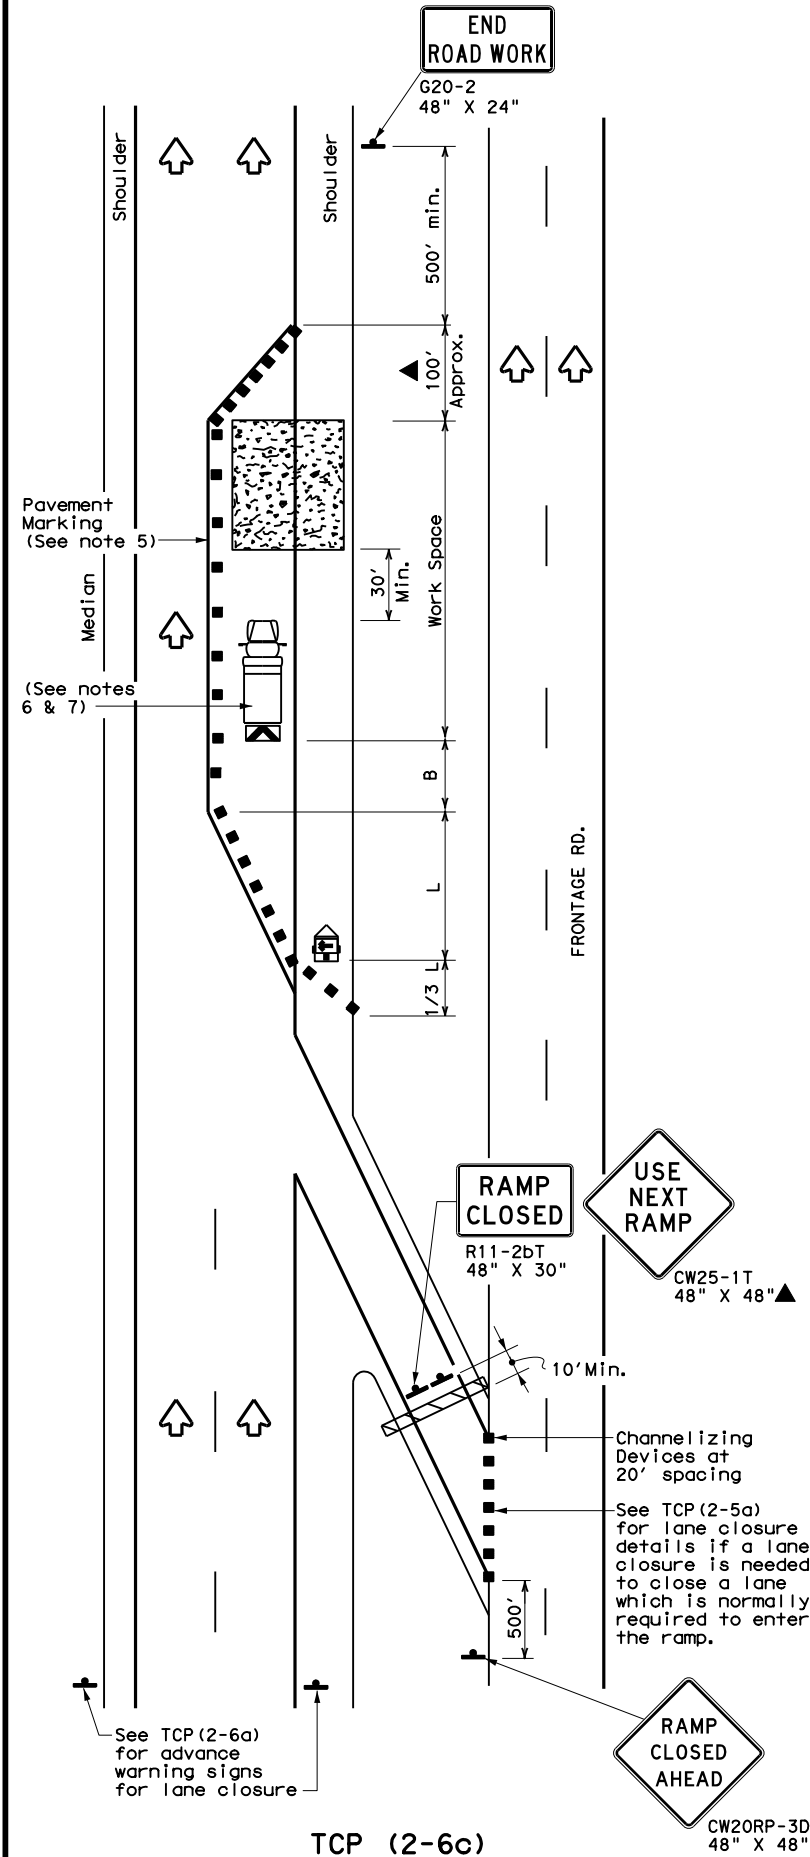 END
ROAD WORK
G20-2
48" X 24"
Shoulder
Shoulder
500' min.
100'
Approx.
Pavement
Marking
(See note 5)
Work Space
30'
Min.
Median
(See notes
6 & 7)
B
L
FRONTAGE RD.
1/3 L
RAMP
CLOSED
R11-2bT
48" X 30"
USE
NEXT
RAMP
CW25-1T
48" X 48"
10'Min.
Channelizing
Devices at
20' spacing
See TCP(2-5a)
for lane closure
details if a lane
closure is needed
to close a lane
which is normally
required to enter
the ramp.
500'
See TCP(2-6a)
for advance
warning signs
for lane closure
RAMP
CLOSED
AHEAD
CW20RP-3D
48" X 48"
TCP (2-6c)